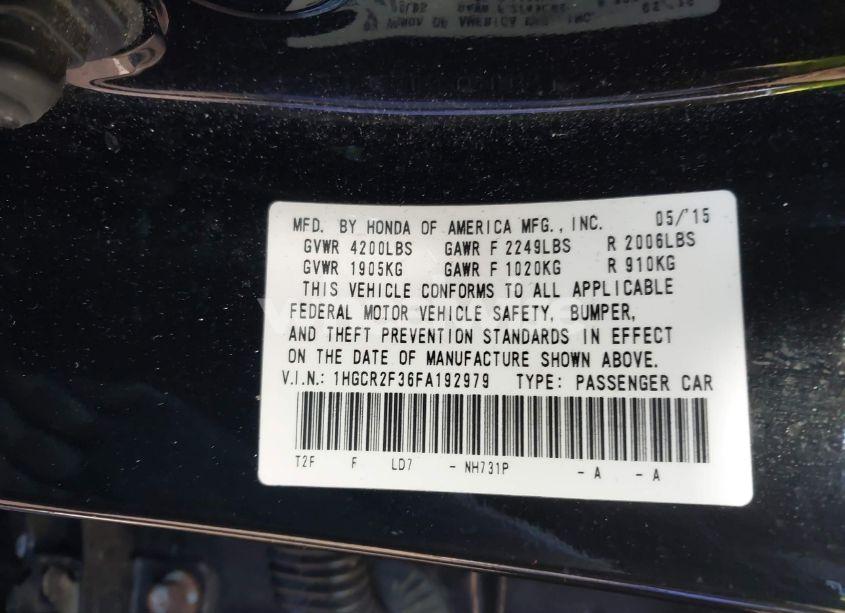 MFD. BY HONDA OF AMERICA MFG., INC. 05/'15
GVWR 4200LBS GAWR F 2249LBS R 2006LBS
GVWR 1905KG GAWR F 1020KG R 910KG
THIS VEHICLE CONFORMS TO ALL APPLICABLE
FEDERAL MOTOR VEHICLE SAFETY, BUMPER,
AND THEFT PREVENTION STANDARDS IN EFFECT
ON THE DATE OF MANUFACTURE SHOWN ABOVE.
V.I.N.: 1HGCR2F36FA192979 TYPE: PASSENGER CAR
T2F F LD7 - NH731P - A - A